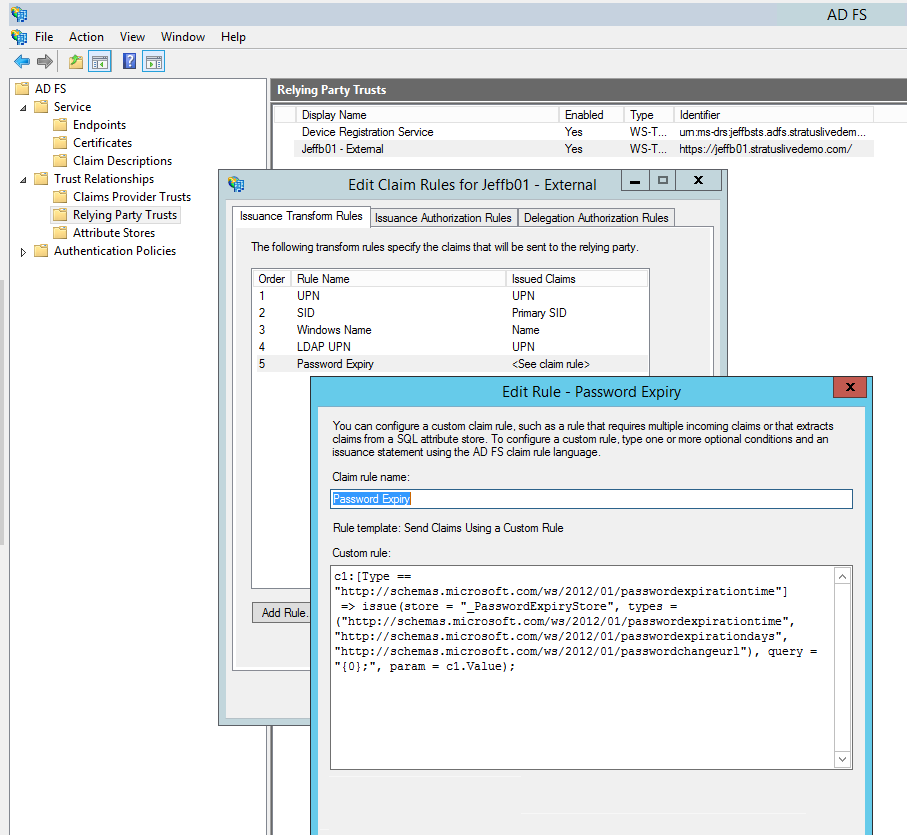 AD FS
File Action View Window Help
AD FS
Service
Endpoints
Certificates
Claim Descriptions
Trust Relationships
Claims Provider Trusts
Relying Party Trusts
Attribute Stores
Authentication Policies
Relying Party Trusts
Display Name Enabled Type Identifier
Device Registration Service Yes WS-T... urn:ms-drs:jeffbsts.adfs.stratuslivedem...
Jeffb01 - External Yes WS-T... https://jeffb01.stratuslivedemo.com/
Edit Claim Rules for Jeffb01 - External
Issuance Transform Rules Issuance Authorization Rules Delegation Authorization Rules
The following transform rules specify the claims that will be sent to the relying party.
Order Rule Name Issued Claims
1 UPN UPN
2 SID Primary SID
3 Windows Name Name
4 LDAP UPN UPN
5 Password Expiry <See claim rule>
Add Rule.
Edit Rule - Password Expiry
You can configure a custom claim rule, such as a rule that requires multiple incoming claims or that extracts
claims from a SQL attribute store. To configure a custom rule, type one or more optional conditions and an
issuance statement using the AD FS claim rule language.
Claim rule name:
Password Expiry
Rule template: Send Claims Using a Custom Rule
Custom rule:
c1:[Type ==
"http://schemas.microsoft.com/ws/2012/01/passwordexpirationtime"]
=> issue(store = "_PasswordExpiryStore", types =
("http://schemas.microsoft.com/ws/2012/01/passwordexpirationtime",
"http://schemas.microsoft.com/ws/2012/01/passwordexpirationdays",
"http://schemas.microsoft.com/ws/2012/01/passwordchangeurl"), query =
"{0};", param = c1.Value);